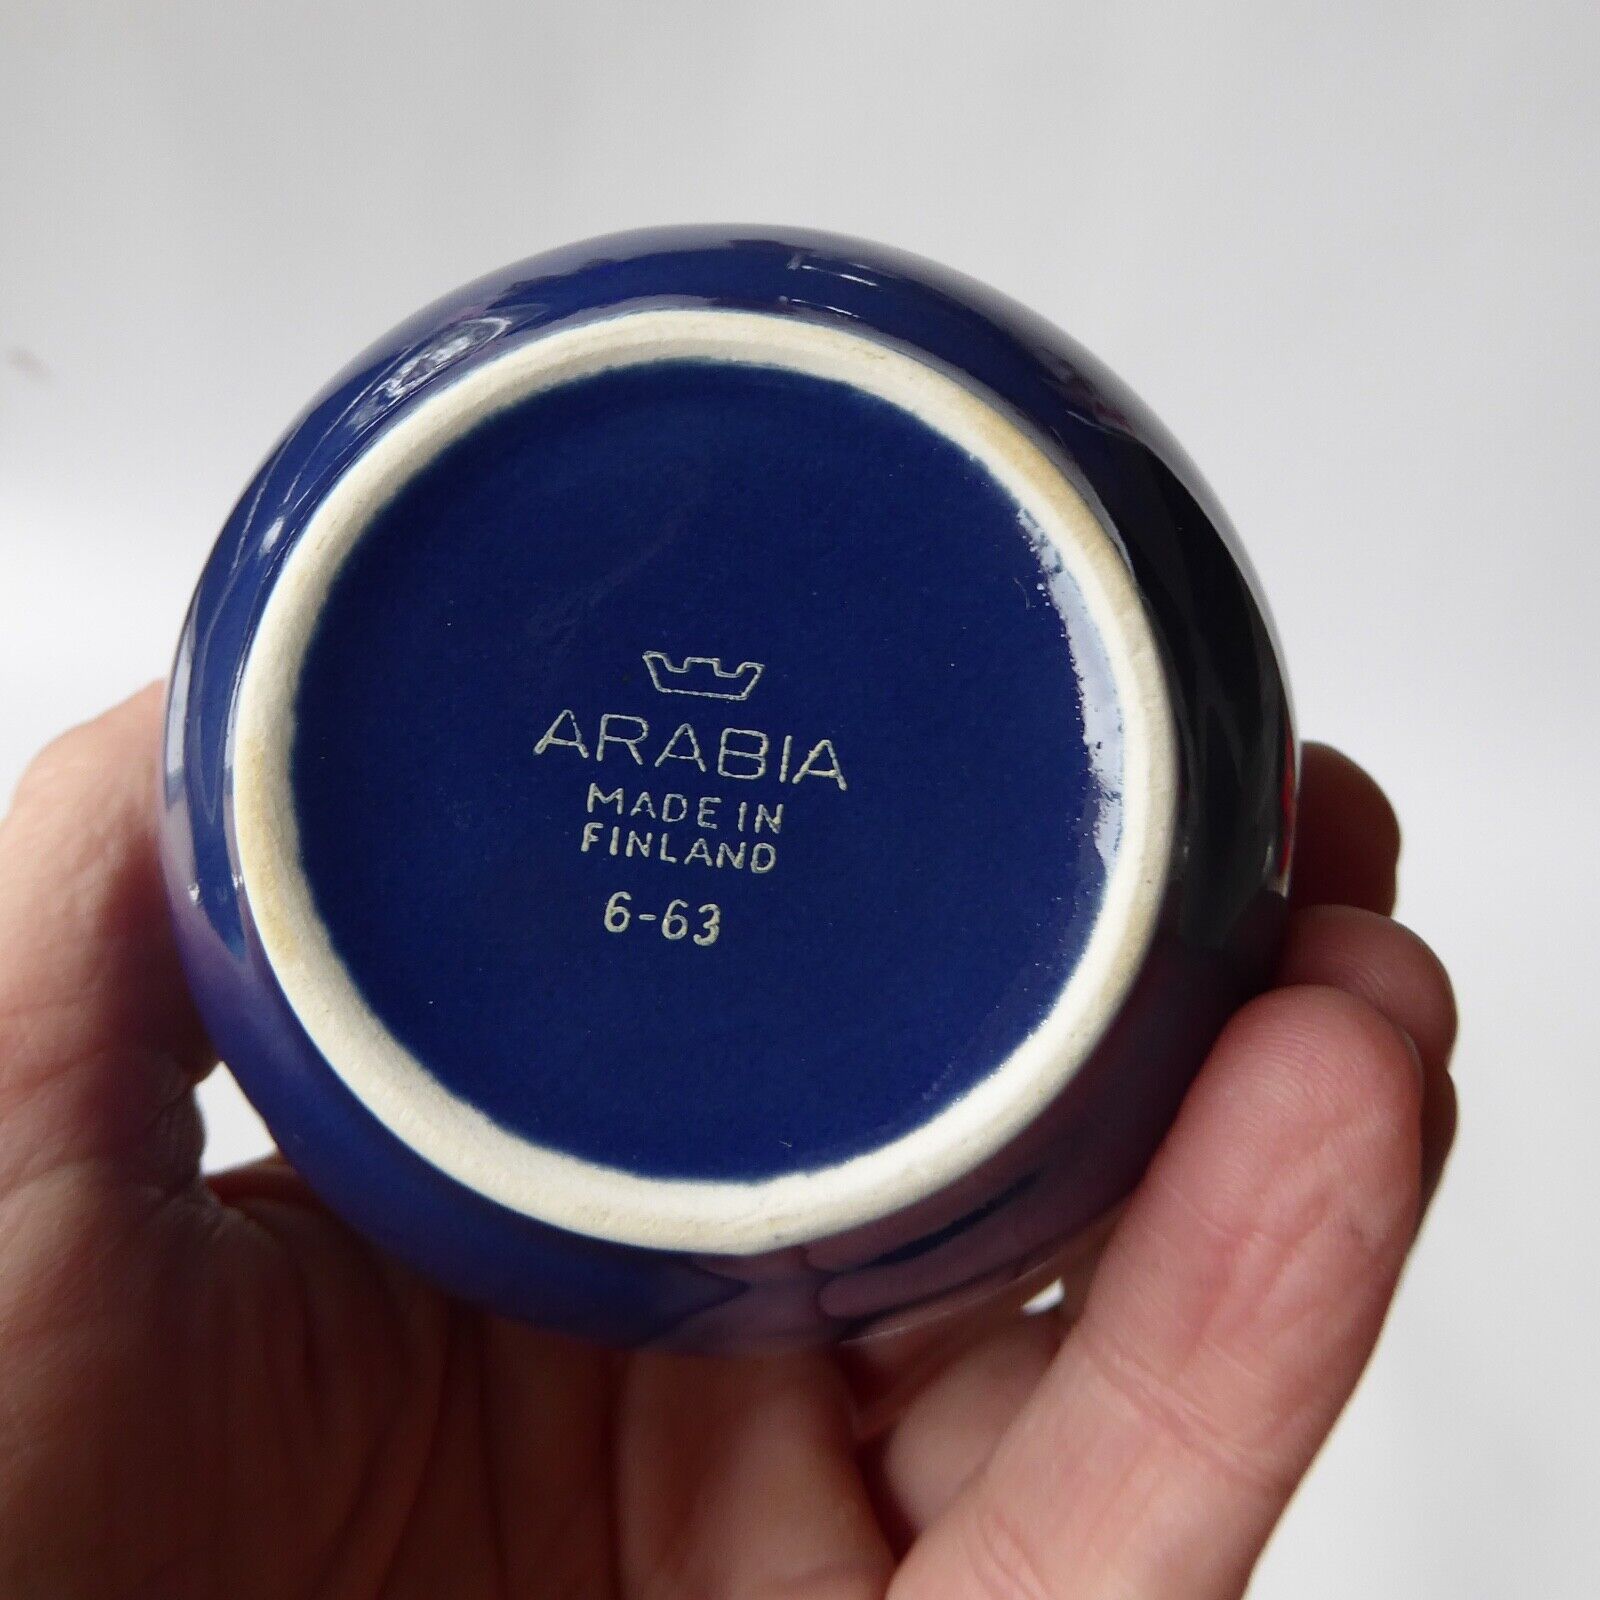 ARABIA
MADE IN
FINLAND
6-63